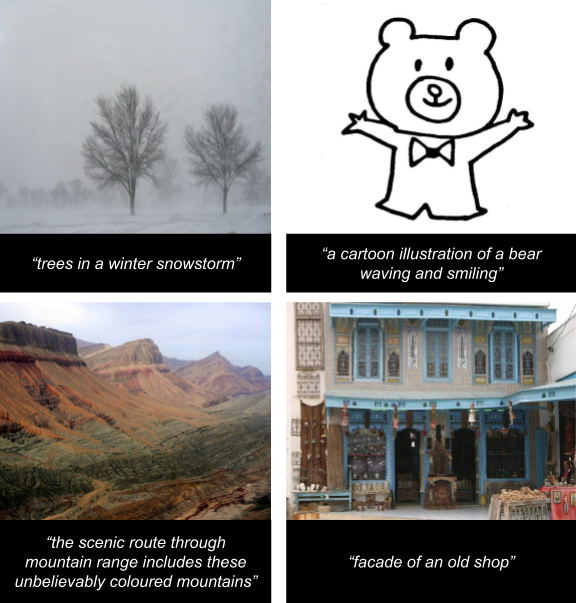 “trees in a winter snowstorm”
“a cartoon illustration of a bear
waving and smiling”
“the scenic route through
mountain range includes these
unbelievably coloured mountains”
“facade of an old shop”